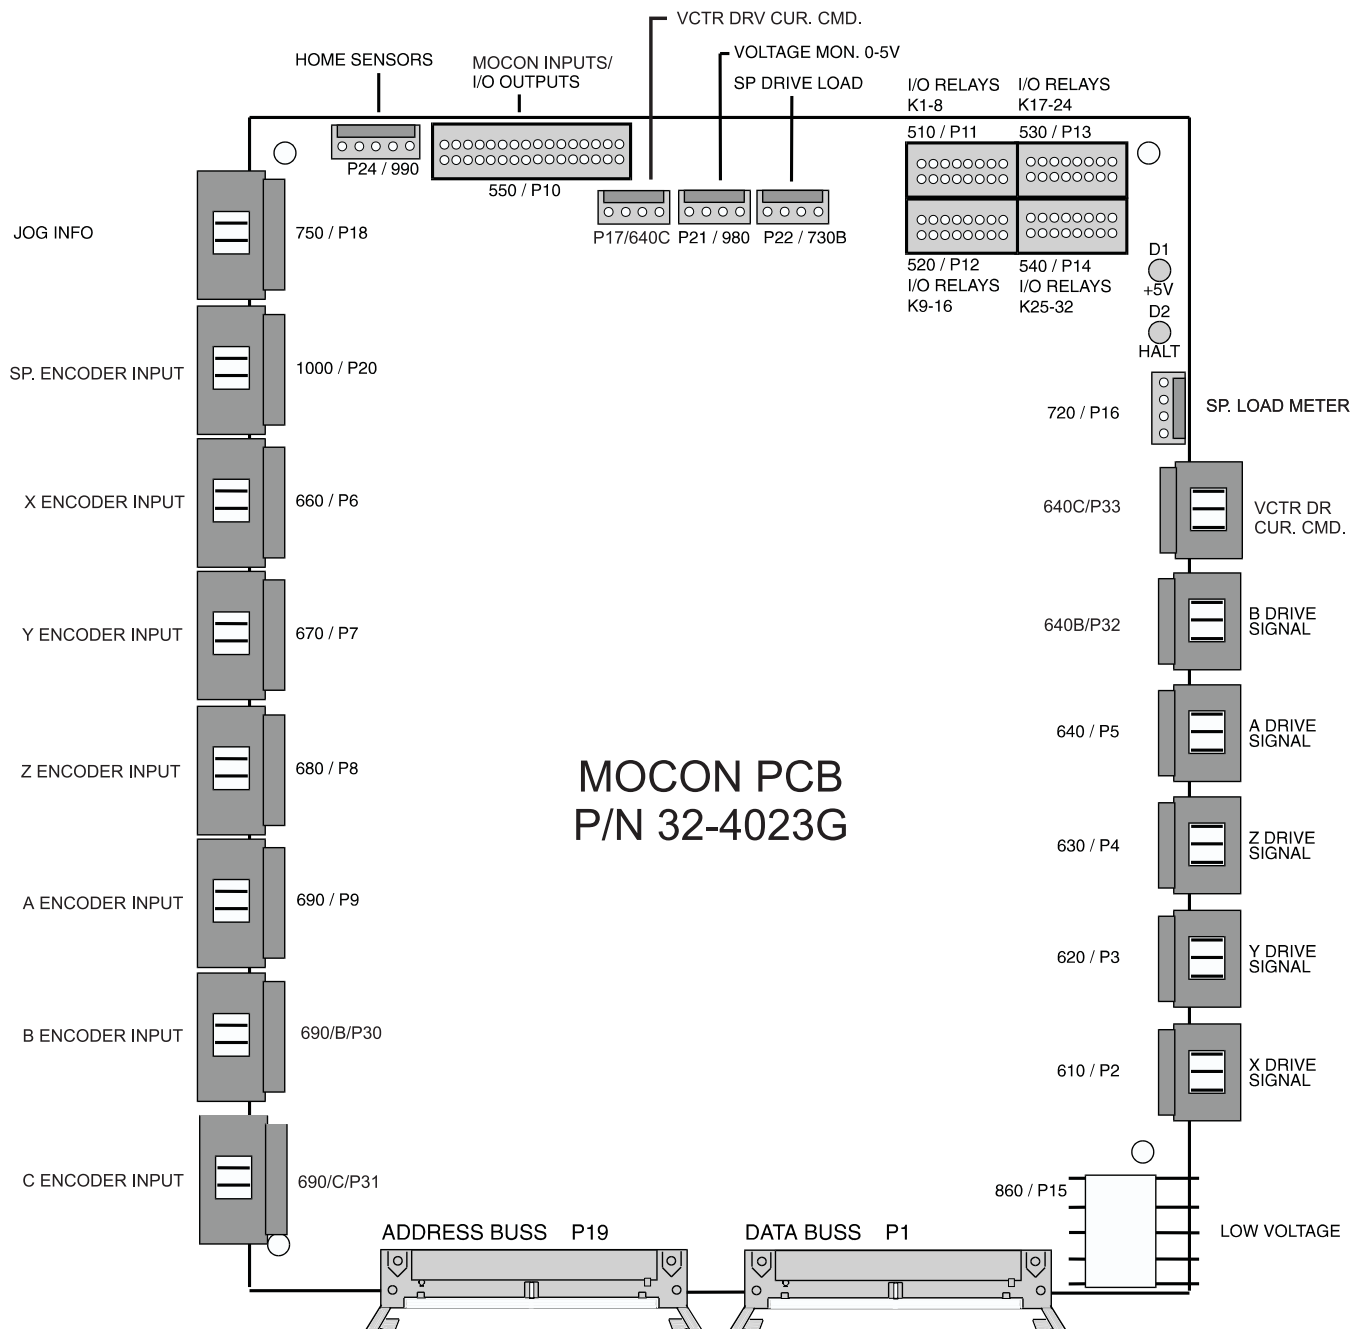 VCTR DRV CUR. CMD.
HOME SENSORS
MOCON INPUTS/
I/O OUTPUTS
VOLTAGE MON. 0-5V
SP DRIVE LOAD
I/O RELAYS
K1-8
I/O RELAYS
K17-24
510 / P11
530 / P13
P24 / 990
550 / P10
P17/640C
P21 / 980
P22 / 730B
520 / P12
I/O RELAYS
K9-16
540 / P14
I/O RELAYS
K25-32
D1
+5V
D2
HALT
JOG INFO
750 / P18
SP. ENCODER INPUT
1000 / P20
720 / P16
SP. LOAD METER
X ENCODER INPUT
660 / P6
640C/P33
VCTR DR
CUR. CMD.
Y ENCODER INPUT
670 / P7
640B/P32
B DRIVE
SIGNAL
Z ENCODER INPUT
680 / P8
640 / P5
A DRIVE
SIGNAL
MOCON PCB
P/N 32-4023G
630 / P4
Z DRIVE
SIGNAL
A ENCODER INPUT
690 / P9
620 / P3
Y DRIVE
SIGNAL
B ENCODER INPUT
690/B/P30
610 / P2
X DRIVE
SIGNAL
C ENCODER INPUT
690/C/P31
860 / P15
LOW VOLTAGE
ADDRESS BUSS P19
DATA BUSS P1